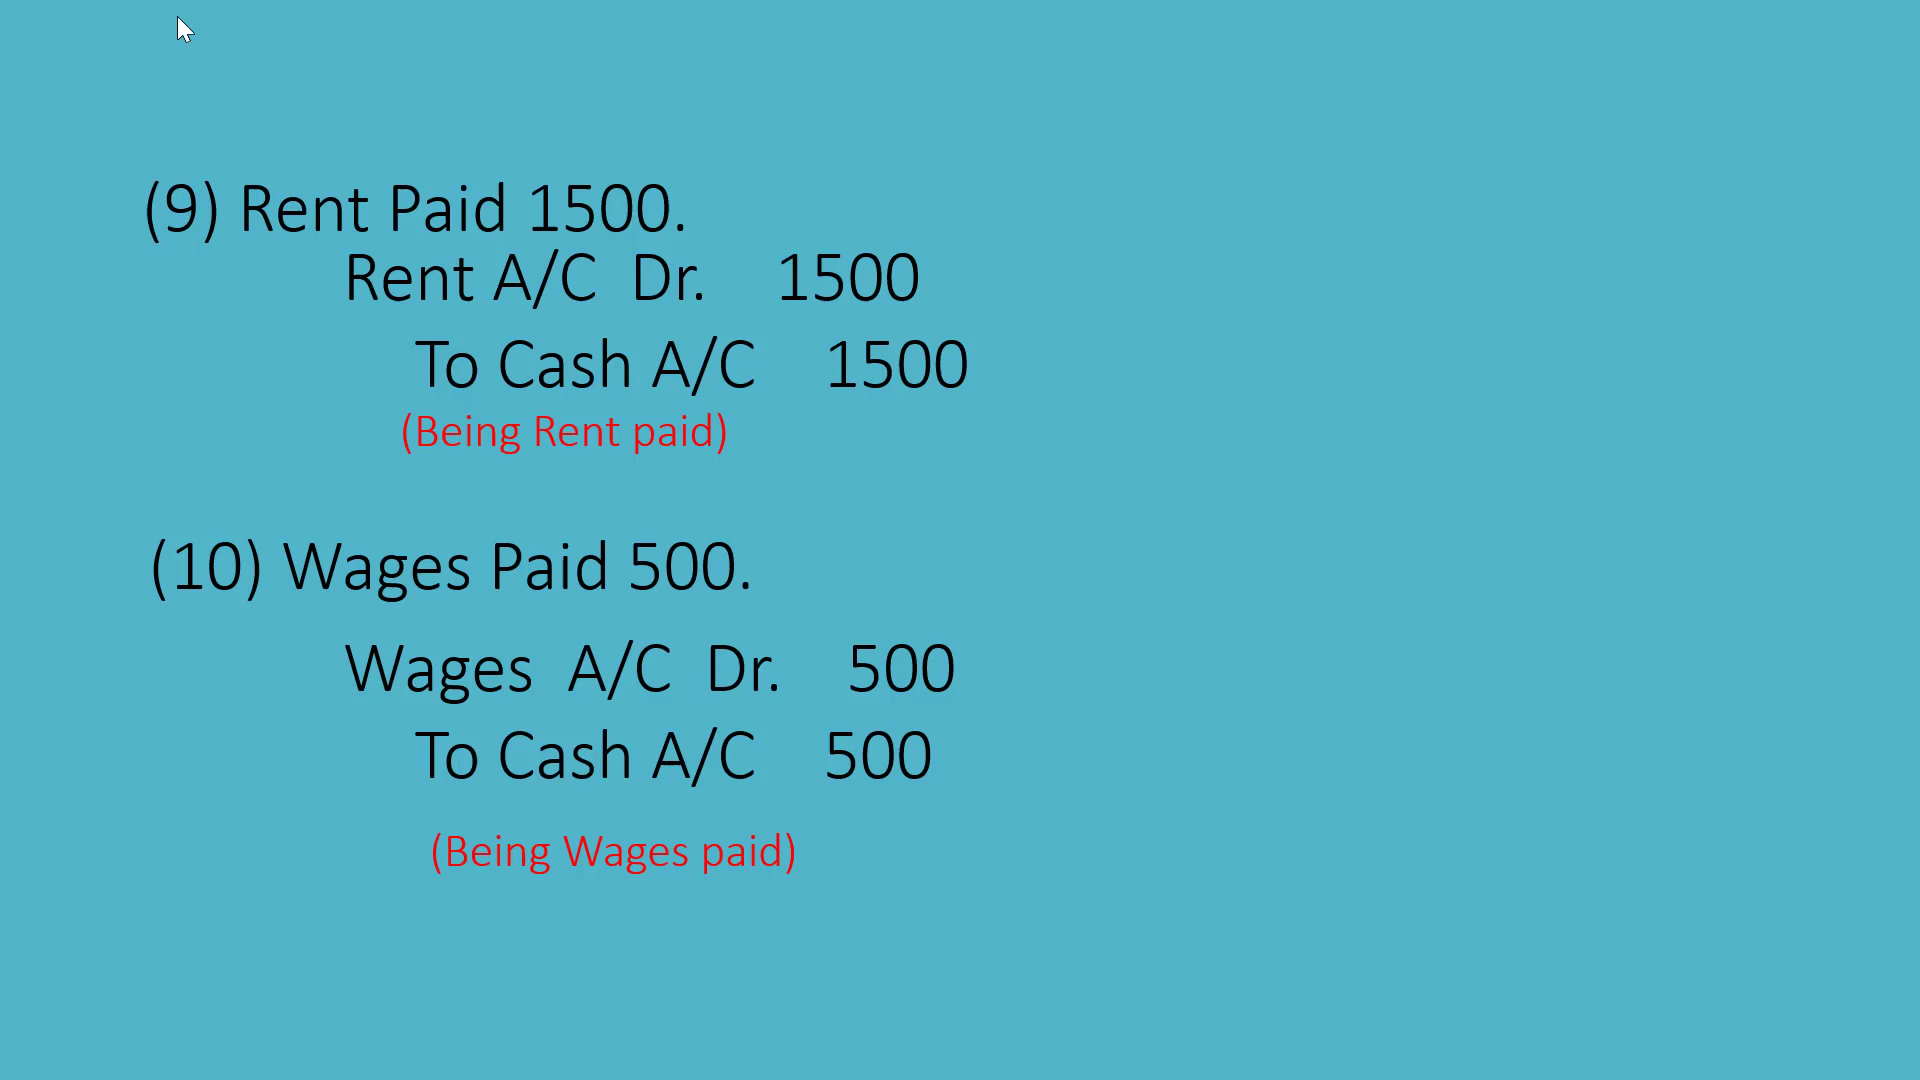 (9) Rent Paid 1500.
Rent A/C Dr. 1500
To Cash A/C 1500
(Being Rent paid)
(10) Wages Paid 500.
Wages A/C Dr. 500
To Cash A/C 500
(Being Wages paid)